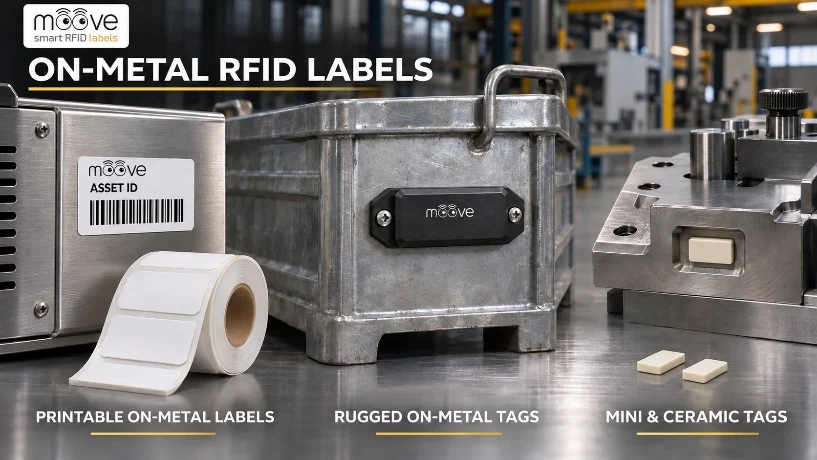 moove
smart RFID labels
ON-METAL RFID LABELS
moove
ASSET ID
moove
PRINTABLE ON-METAL LABELS
RUGGED ON-METAL TAGS
MINI & CERAMIC TAGS